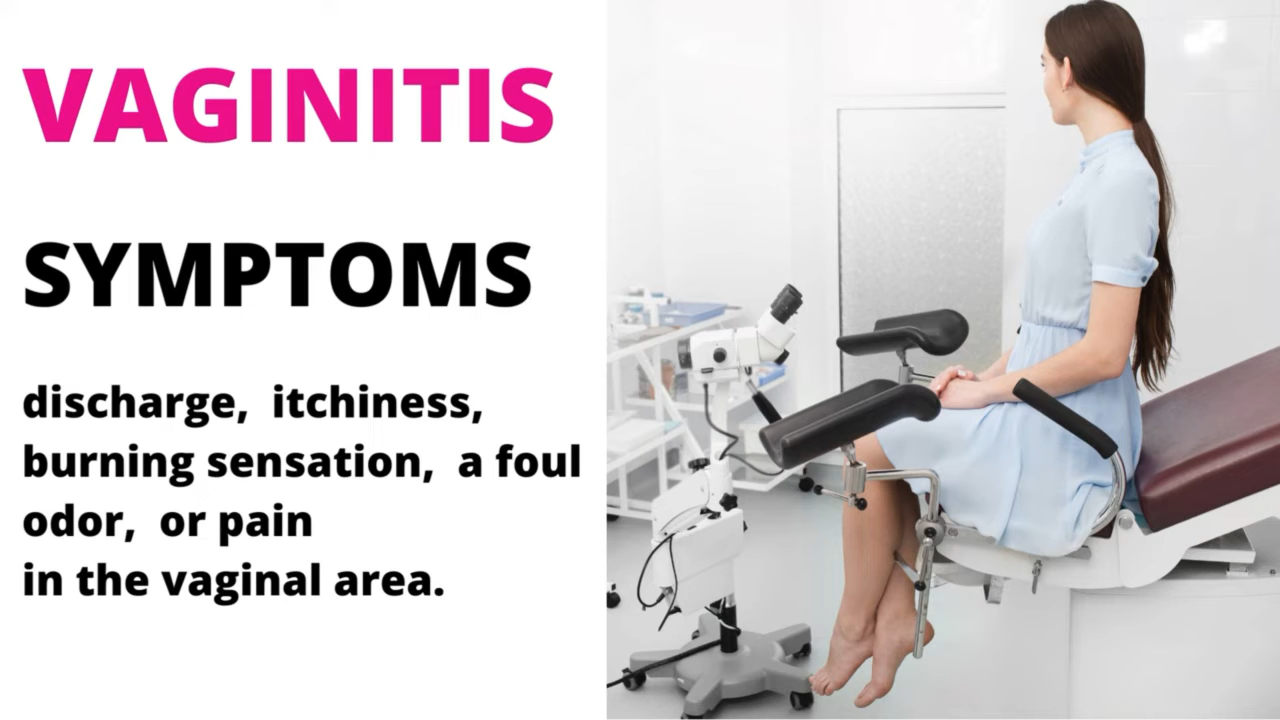 VAGINITIS
SYMPTOMS
discharge,  itchiness,
burning sensation,  a foul
odor,  or pain
in the vaginal area.